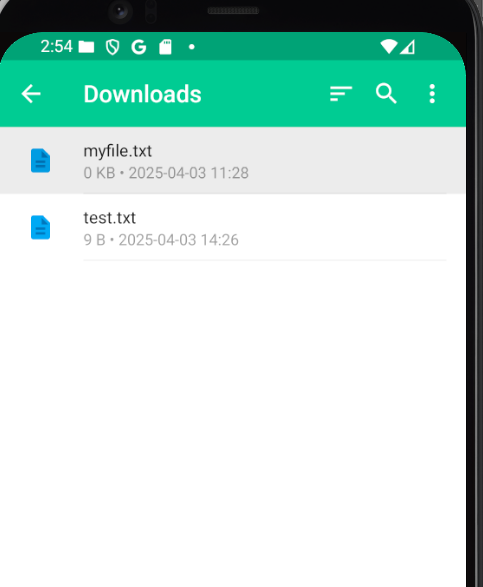 2:54 G
Downloads
myfile.txt
0 KB • 2025-04-03 11:28
test.txt
9 B • 2025-04-03 14:26